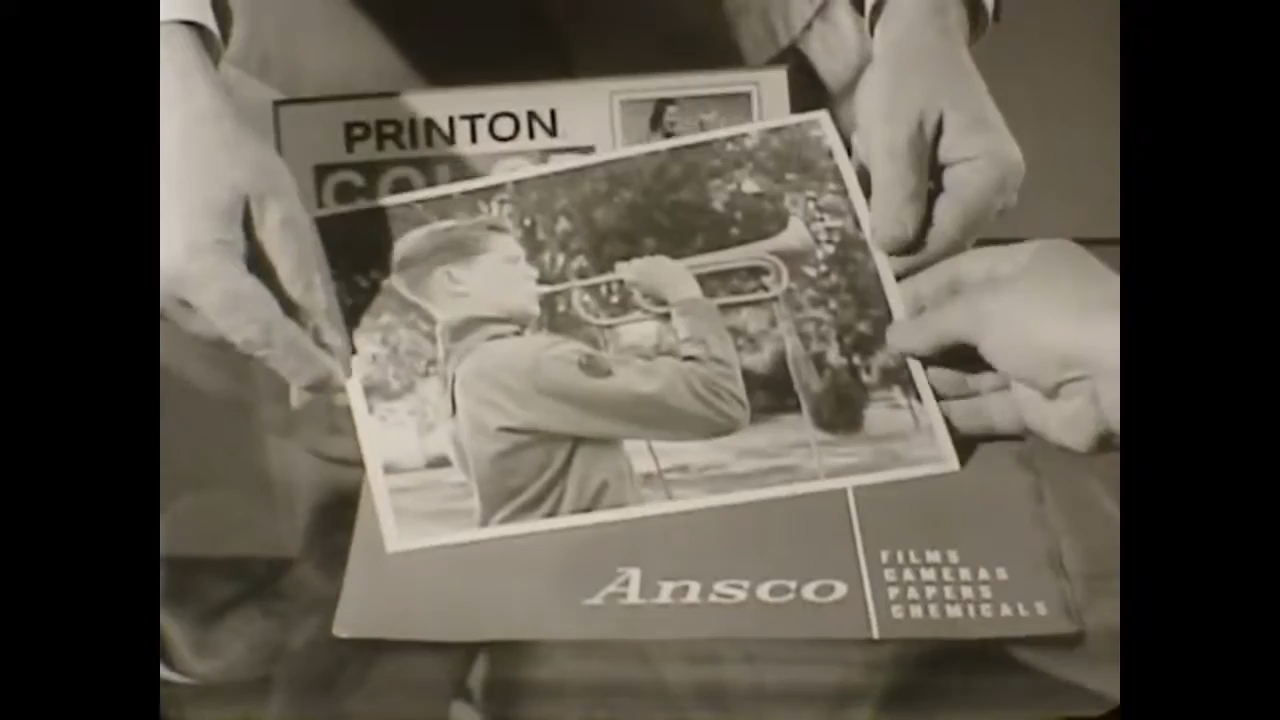 PRINTON
Ansco
FILMS
CAMERAS
PAPERS
CHEMICALS